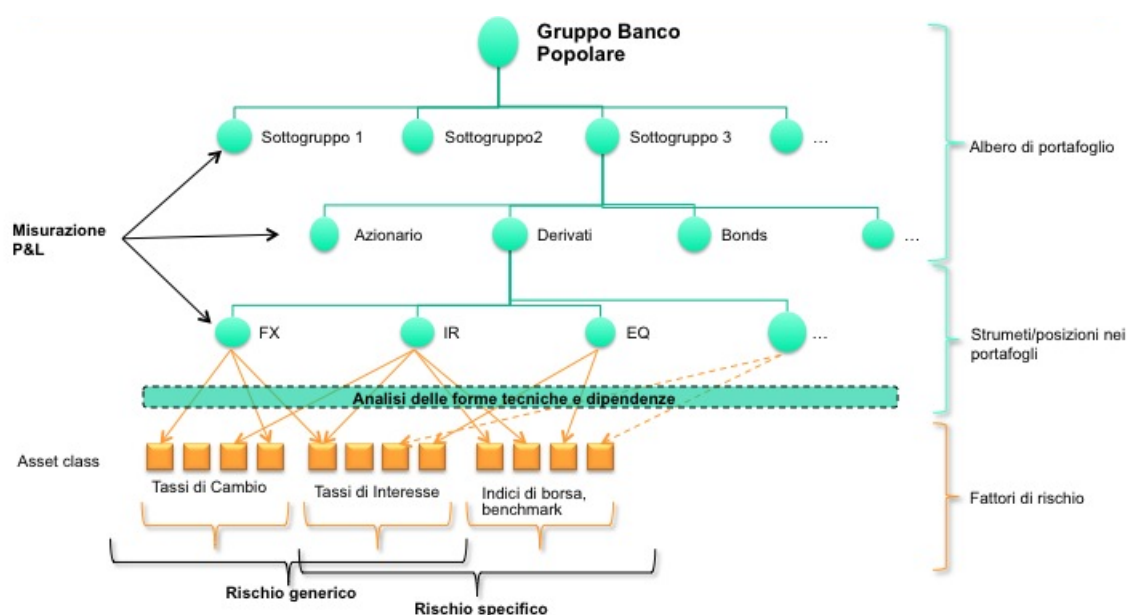 Gruppo Banco
Popolare
Sottogruppo 1
Sottogruppo2
Sottogruppo 3
...
Albero di portafoglio
Misurazione
P&L
Azionario
Derivati
Bonds
...
FX
IR
EQ
...
Strumeti/posizioni nei
portafogli
Analisi delle forme tecniche e dipendenze
Asset class
Tassi di Cambio
Tassi di Interesse
Indici di borsa,
benchmark
Fattori di rischio
Rischio generico
Rischio specifico